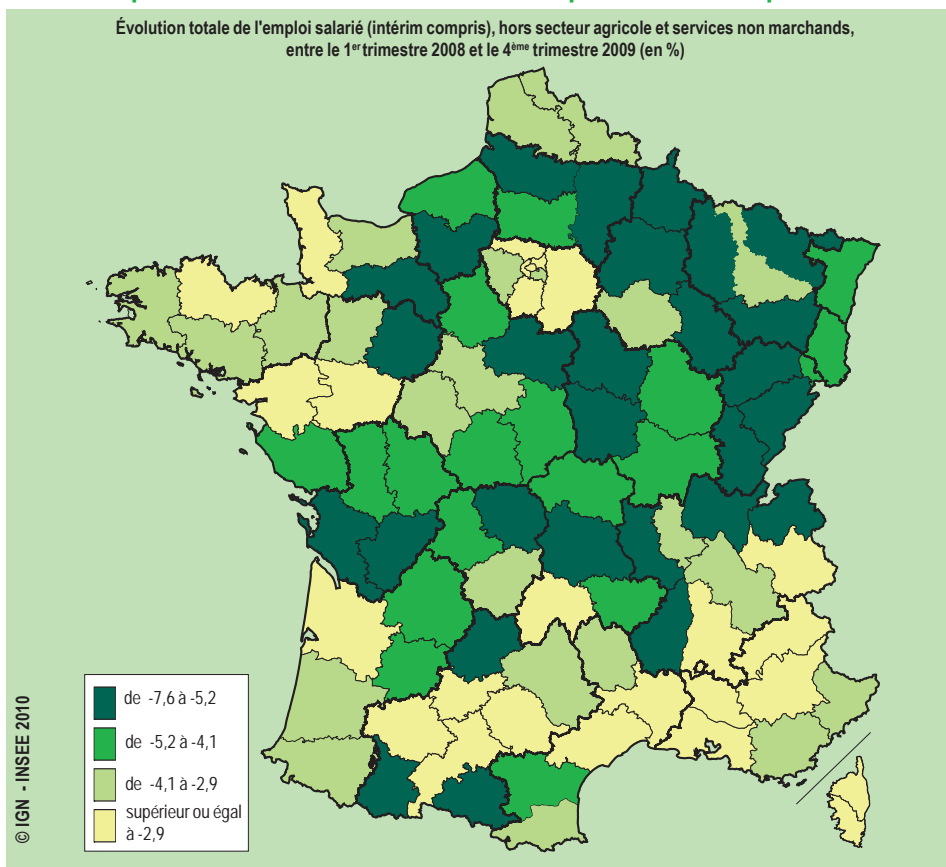 Évolution totale de l'emploi salarié (intérim compris), hors secteur agricole et services non marchands,
entre le 1er trimestre 2008 et le 4ème trimestre 2009 (en %)
de -7,6 à -5,2
de -5,2 à -4,1
de -4,1 à -2,9
supérieur ou égal
à -2,9
© IGN - INSEE 2010